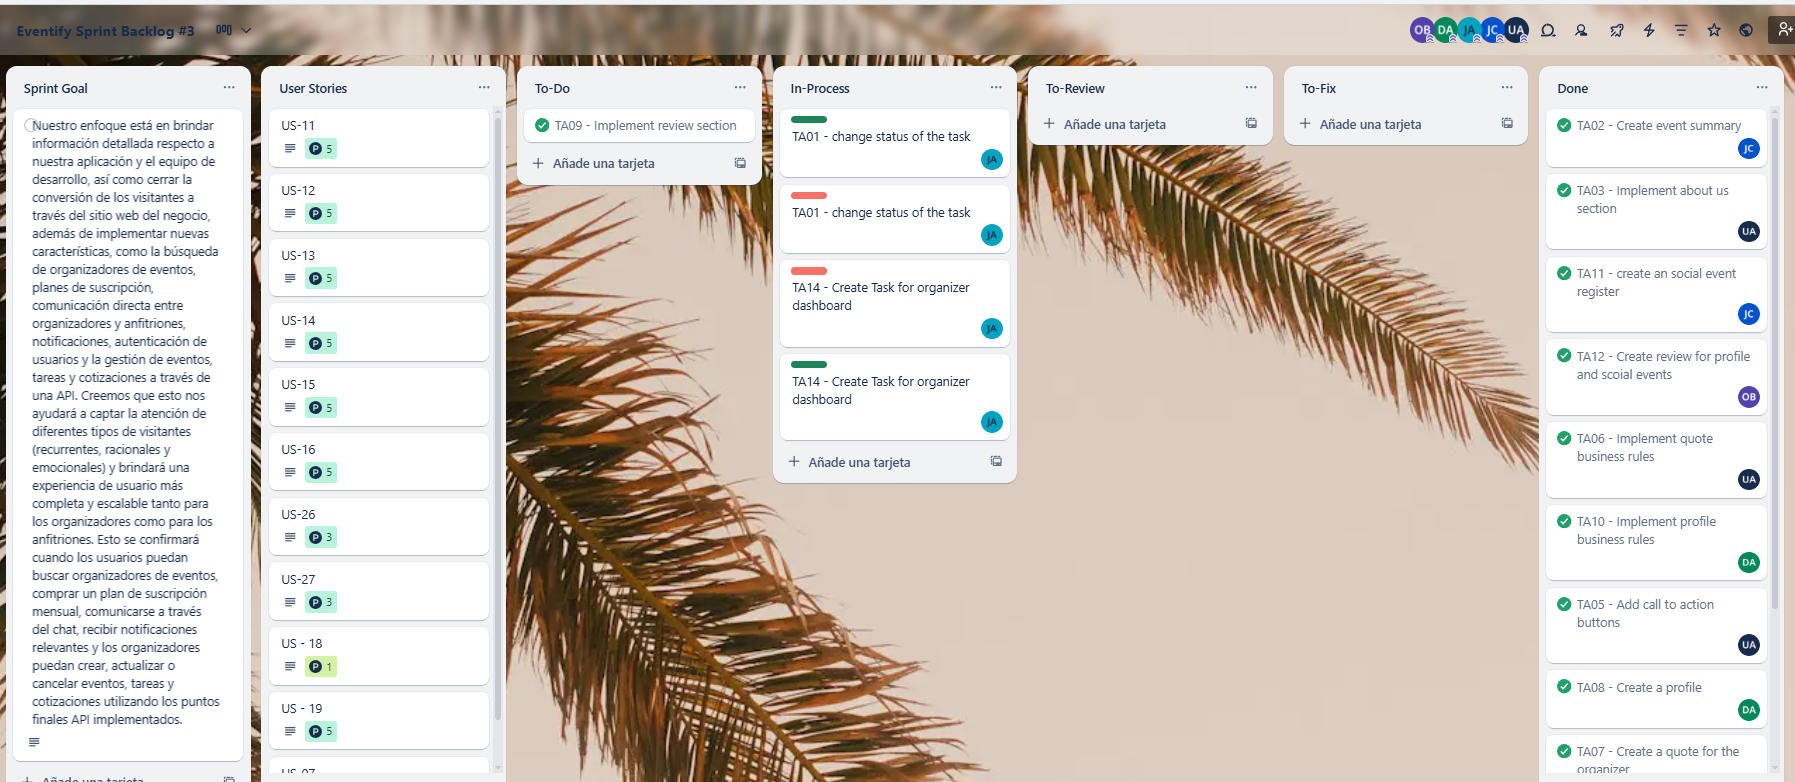 Eventify Sprint Backlog #3
OB
DA
JA
JC
UA
Sprint Goal
Nuestro enfoque está en brindar
información detallada respecto a
nuestra aplicación y el equipo de
desarrollo, así como cerrar la
conversión de los visitantes a
través del sitio web del negocio,
además de implementar nuevas
características, como la búsqueda
de organizadores de eventos,
planes de suscripción,
comunicación directa entre
organizadores y anfitriones,
notificaciones, autenticación de
usuarios y la gestión de eventos,
tareas y cotizaciones a través de
una API. Creemos que esto nos
ayudará a captar la atención de
diferentes tipos de visitantes
(recurrentes, racionales y
emocionales) y brindará una
experiencia de usuario más
completa y escalable tanto para
los organizadores como para los
anfitriones. Esto se confirmará
cuando los usuarios puedan
buscar organizadores de eventos,
comprar un plan de suscripción
mensual, comunicarse a través
del chat, recibir notificaciones
relevantes y los organizadores
puedan crear, actualizar o
cancelar eventos, tareas y
cotizaciones utilizando los puntos
finales API implementados.
Añade una tarjeta
User Stories
US-11
P 5
US-12
P 5
US-13
P 5
US-14
P 5
US-15
P 5
US-16
P 5
US-26
P 3
US-27
P 3
US - 18
P 1
US - 19
P 5
US-07
To-Do
TA09 - Implement review section
Añade una tarjeta
In-Process
TA01 - change status of the task
JA
TA01 - change status of the task
JA
TA14 - Create Task for organizer
dashboard
JA
TA14 - Create Task for organizer
dashboard
JA
Añade una tarjeta
To-Review
Añade una tarjeta
To-Fix
Añade una tarjeta
Done
TA02 - Create event summary
JC
TA03 - Implement about us
section
UA
TA11 - create an social event
register
JC
TA12 - Create review for profile
and scoial events
OB
TA06 - Implement quote
business rules
UA
TA10 - Implement profile
business rules
DA
TA05 - Add call to action
buttons
UA
TA08 - Create a profile
DA
TA07 - Create a quote for the
organizer